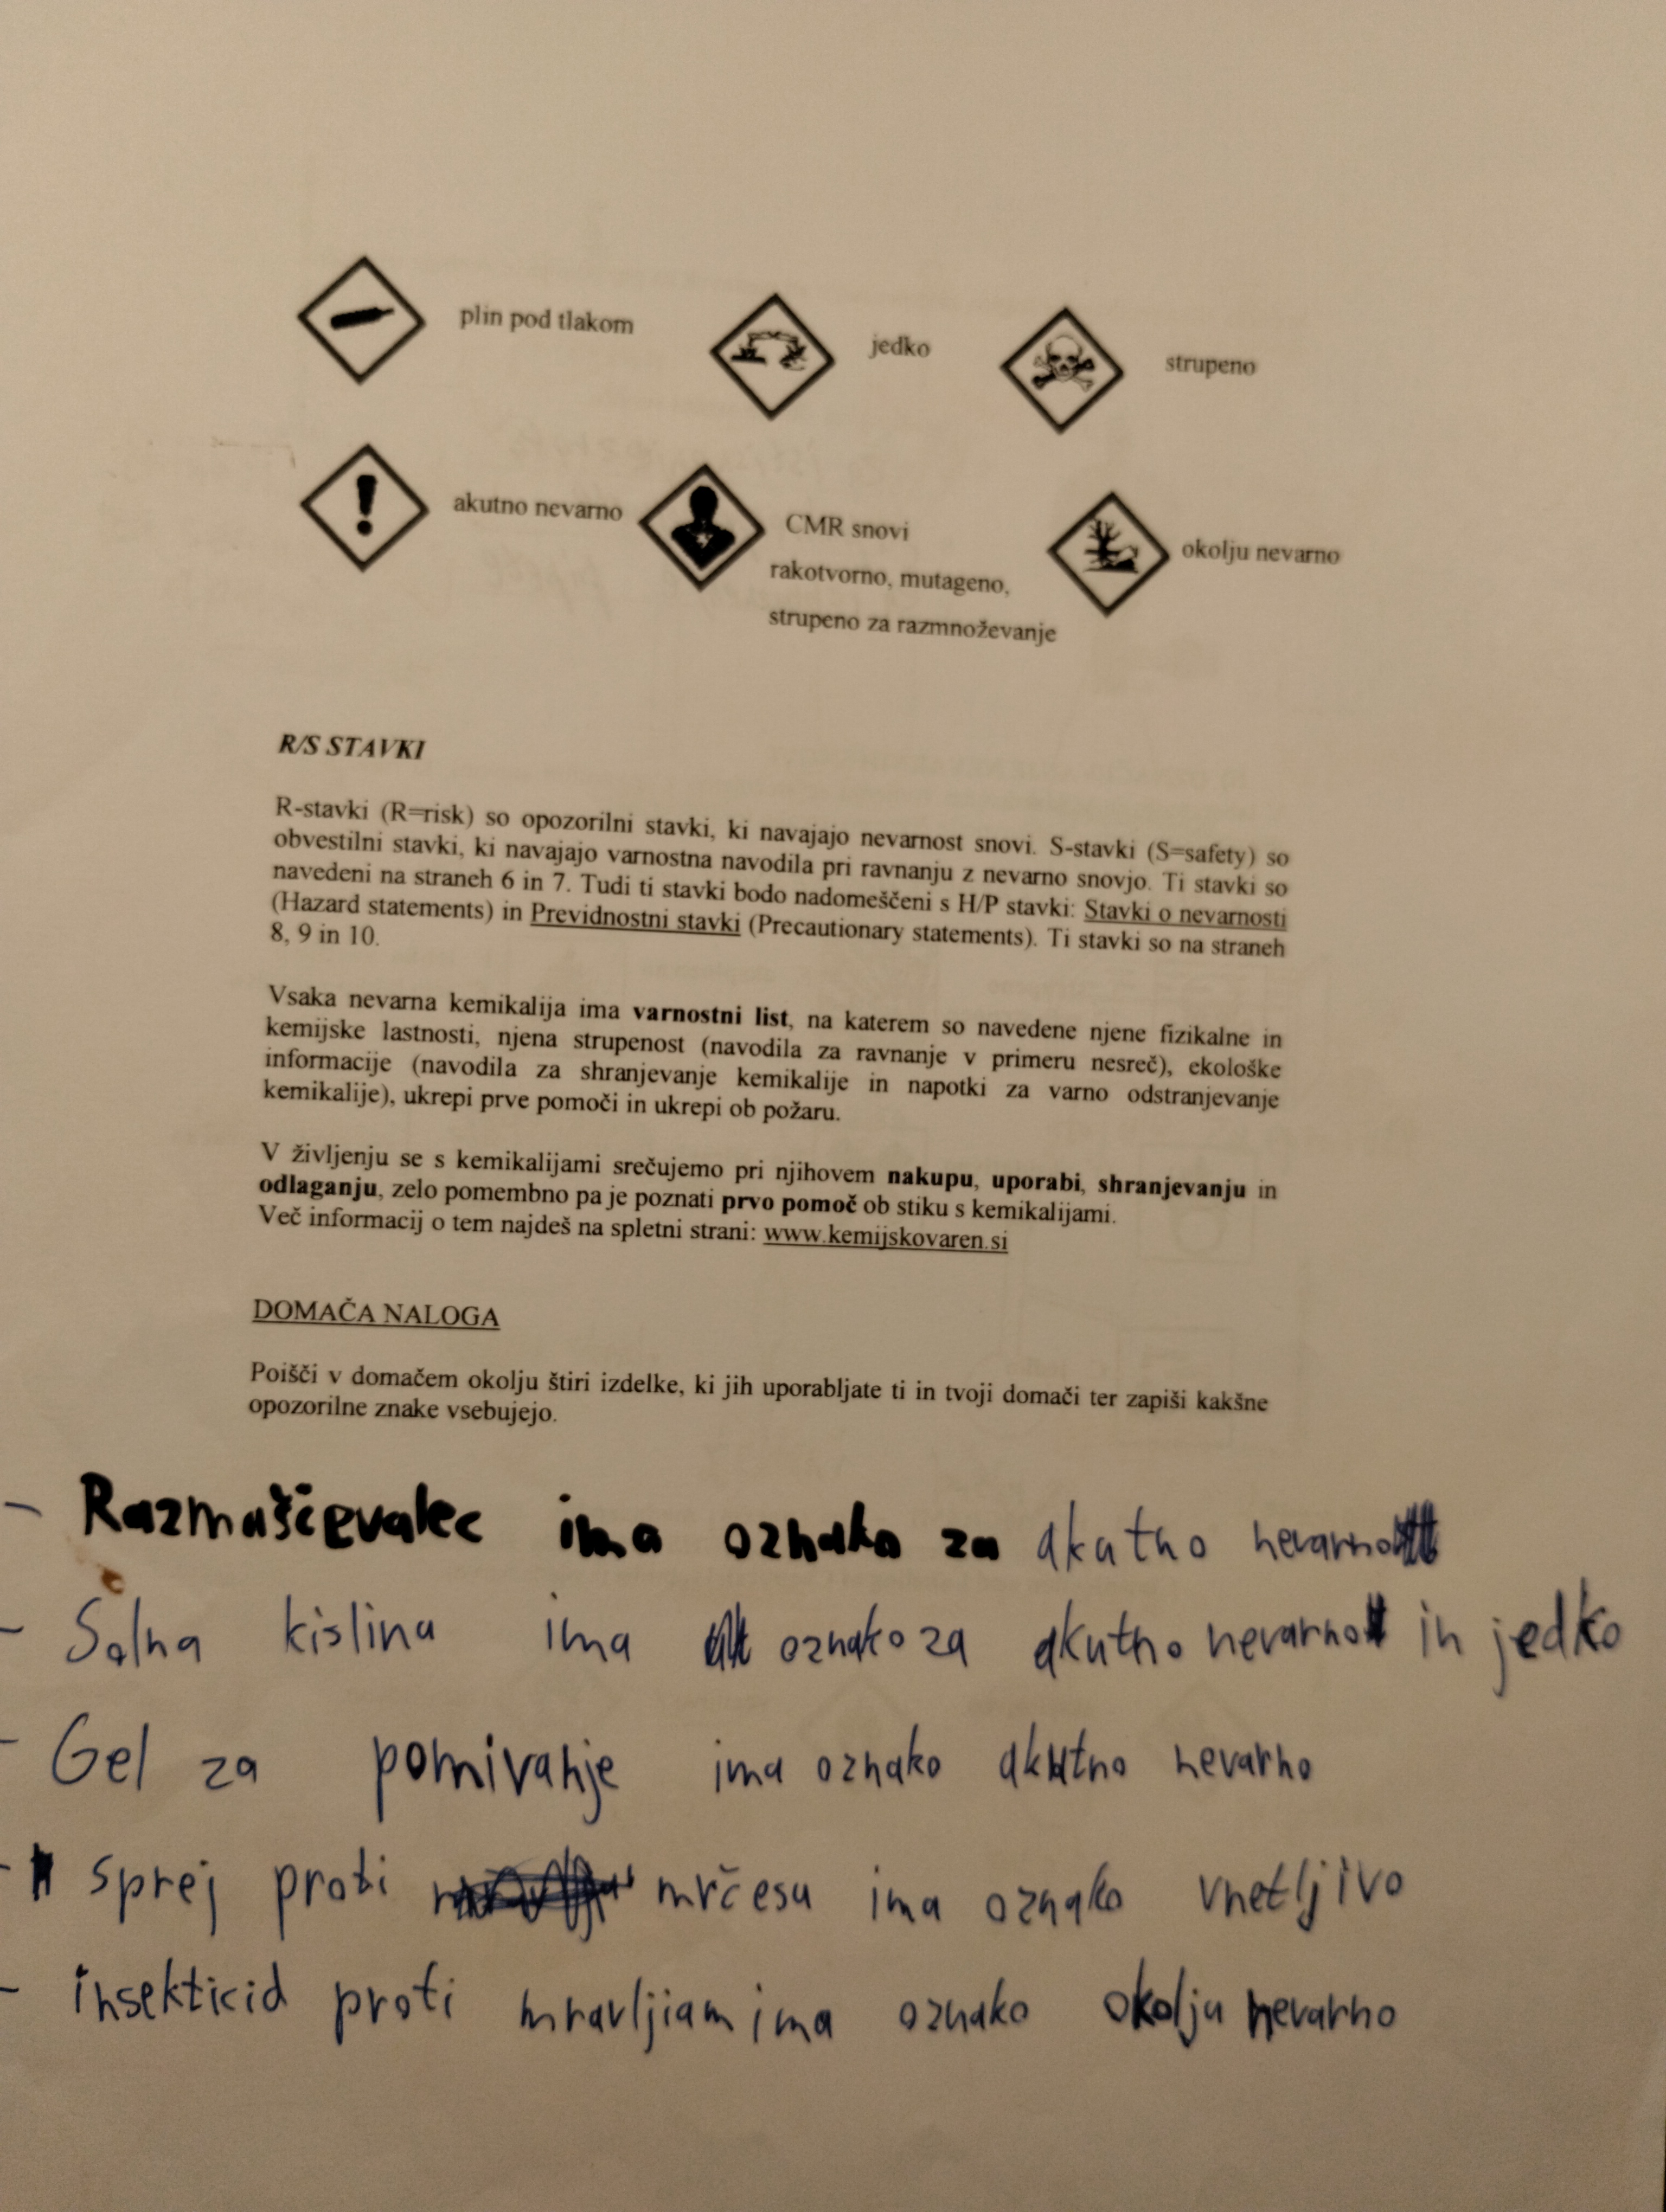 plin pod tlakom
jedko
strupeno
akutno nevarno
CMR snovi
rakotvorno, mutageno,
strupeno za razmnoževanje
okolju nevarno
R/S STAVKI
R-stavki (R=risk) so opozorilni stavki, ki navajajo nevarnost snovi. S-stavki (S=safety) so
obvestilni stavki, ki navajajo varnostna navodila pri ravnanju z nevarno snovjo. Ti stavki so
navedeni na straneh 6 in 7. Tudi ti stavki bodo nadomeščeni s H/P stavki: Stavki o nevarnosti
(Hazard statements) in Previdnostni stavki (Precautionary statements). Ti stavki so na straneh
8, 9 in 10.
Vsaka nevarna kemikalija ima varnostni list, na katerem so navedene njene fizikalne in
kemijske lastnosti, njena strupenost (navodila za ravnanje v primeru nesreč), ekološke
informacije (navodila za shranjevanje kemikalije in napotki za varno odstranjevanje
kemikalije), ukrepi prve pomoči in ukrepi ob požaru.
V življenju se s kemikalijami srečujemo pri njihovem nakupu, uporabi, shranjevanju in
odlaganju, zelo pomembno pa je poznati prvo pomoč ob stiku s kemikalijami.
Več informacij o tem najdeš na spletni strani: www.kemijskovaren.si
DOMAČA NALOGA
Poišči v domačem okolju štiri izdelke, ki jih uporabljate ti in tvoji domači ter zapiši kakšne
opozorilne znake vsebujejo.
- Razmaščevalec ima oznako za akutno nevarno
- Solna kislina ima oznako za akutno nevarno in jedko
- Gel za pomivanje ima oznako akutno nevarno
- sprej proti mrčesu ima oznako vnetljivo
- insekticid proti mravljiam ima oznako okolju nevarno